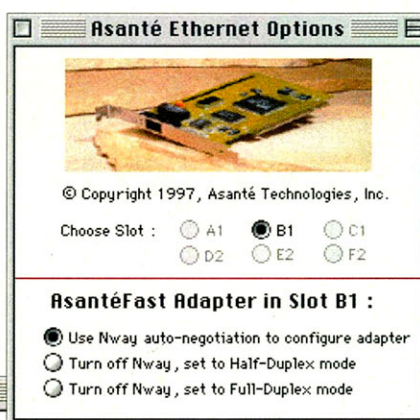 Asanté Ethernet Options
© Copyright 1997, Asanté Technologies, Inc.
Choose Slot : A1 B1 C1
D2 E2 F2
AsantéFast Adapter in Slot B1 :
Use Nway auto-negotiation to configure adapter
Turn off Nway, set to Half-Duplex mode
Turn off Nway, set to Full-Duplex mode